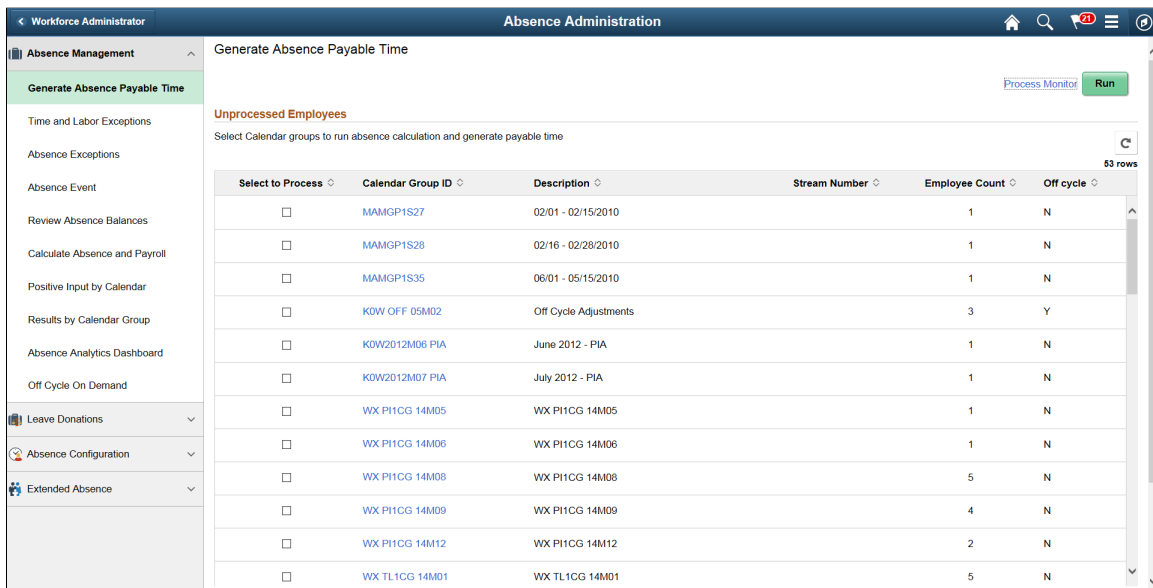 Workforce Administrator
Absence Administration
21
Absence Management
Generate Absence Payable Time
Time and Labor Exceptions
Absence Exceptions
Absence Event
Review Absence Balances
Calculate Absence and Payroll
Positive Input by Calendar
Results by Calendar Group
Absence Analytics Dashboard
Off Cycle On Demand
Leave Donations
Absence Configuration
Extended Absence
Generate Absence Payable Time
Process Monitor Run
Unprocessed Employees
Select Calendar groups to run absence calculation and generate payable time
53 rows
Select to Process Calendar Group ID Description Stream Number Employee Count Off cycle
MAMGP1S27 02/01 - 02/15/2010 1 N
MAMGP1S28 02/16 - 02/28/2010 1 N
MAMGP1S35 06/01 - 05/15/2010 1 N
K0W OFF 05M02 Off Cycle Adjustments 3 Y
K0W2012M06 PIA June 2012 - PIA 1 N
K0W2012M07 PIA July 2012 - PIA 1 N
WX PI1CG 14M05 WX PI1CG 14M05 1 N
WX PI1CG 14M06 WX PI1CG 14M06 1 N
WX PI1CG 14M08 WX PI1CG 14M08 5 N
WX PI1CG 14M09 WX PI1CG 14M09 4 N
WX PI1CG 14M12 WX PI1CG 14M12 2 N
WX TL1CG 14M01 WX TL1CG 14M01 5 N